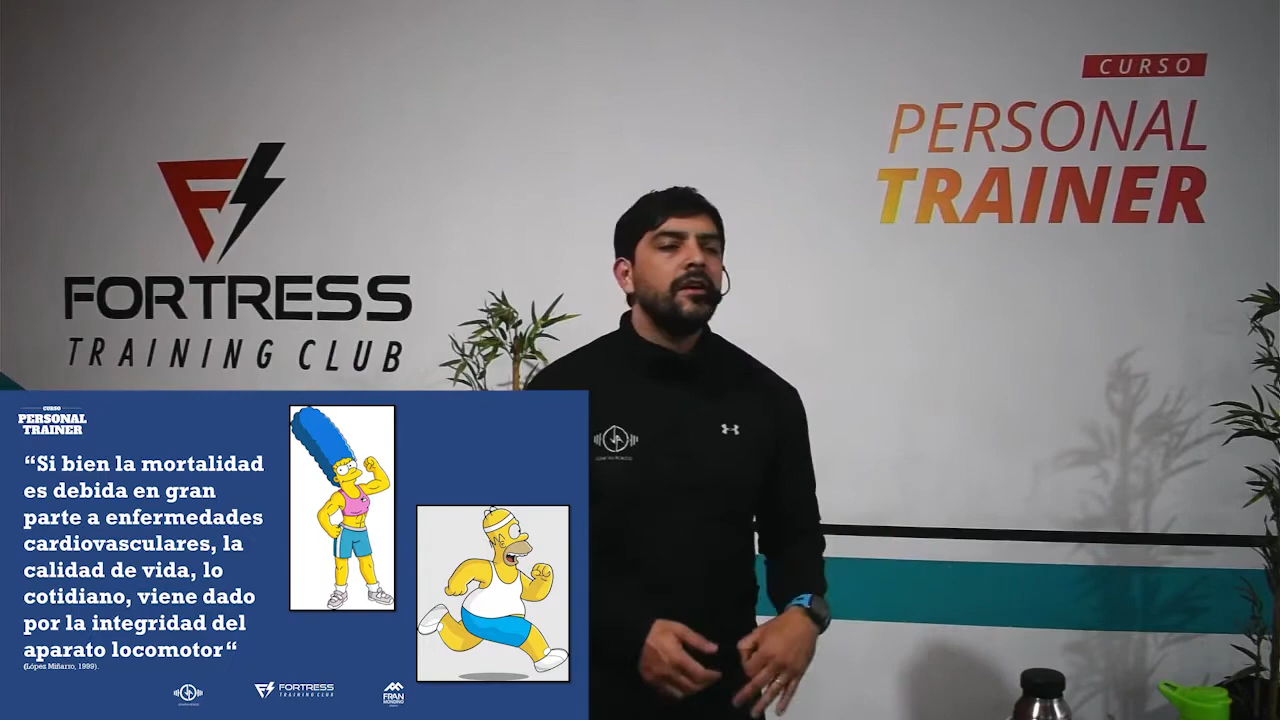 CURSO
PERSONAL
TRAINER
FORTRESS
TRAINING CLUB
CURSO
PERSONAL
TRAINER
“Si bien la mortalidad
es debida en gran
parte a enfermedades
cardiovasculares, la
calidad de vida, lo
cotidiano, viene dado
por la integridad del
aparato locomotor“
(López Miñarro, 1999).
FORTRESS
TRAINING CLUB
FRAN
MONDINO